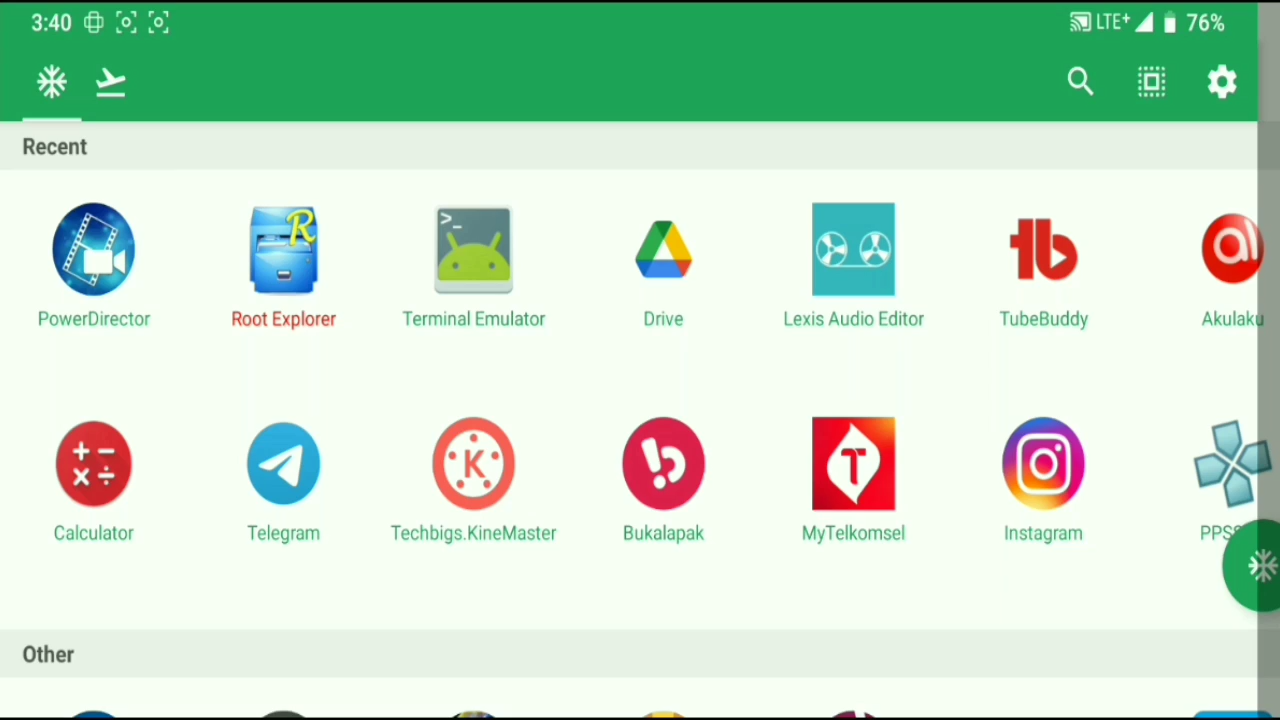 3:40 LTE+ 76%
Recent
PowerDirector Root Explorer Terminal Emulator Drive Lexis Audio Editor TubeBuddy Akulaku
Calculator Telegram Techbigs.KineMaster Bukalapak MyTelkomsel Instagram PPS
Other